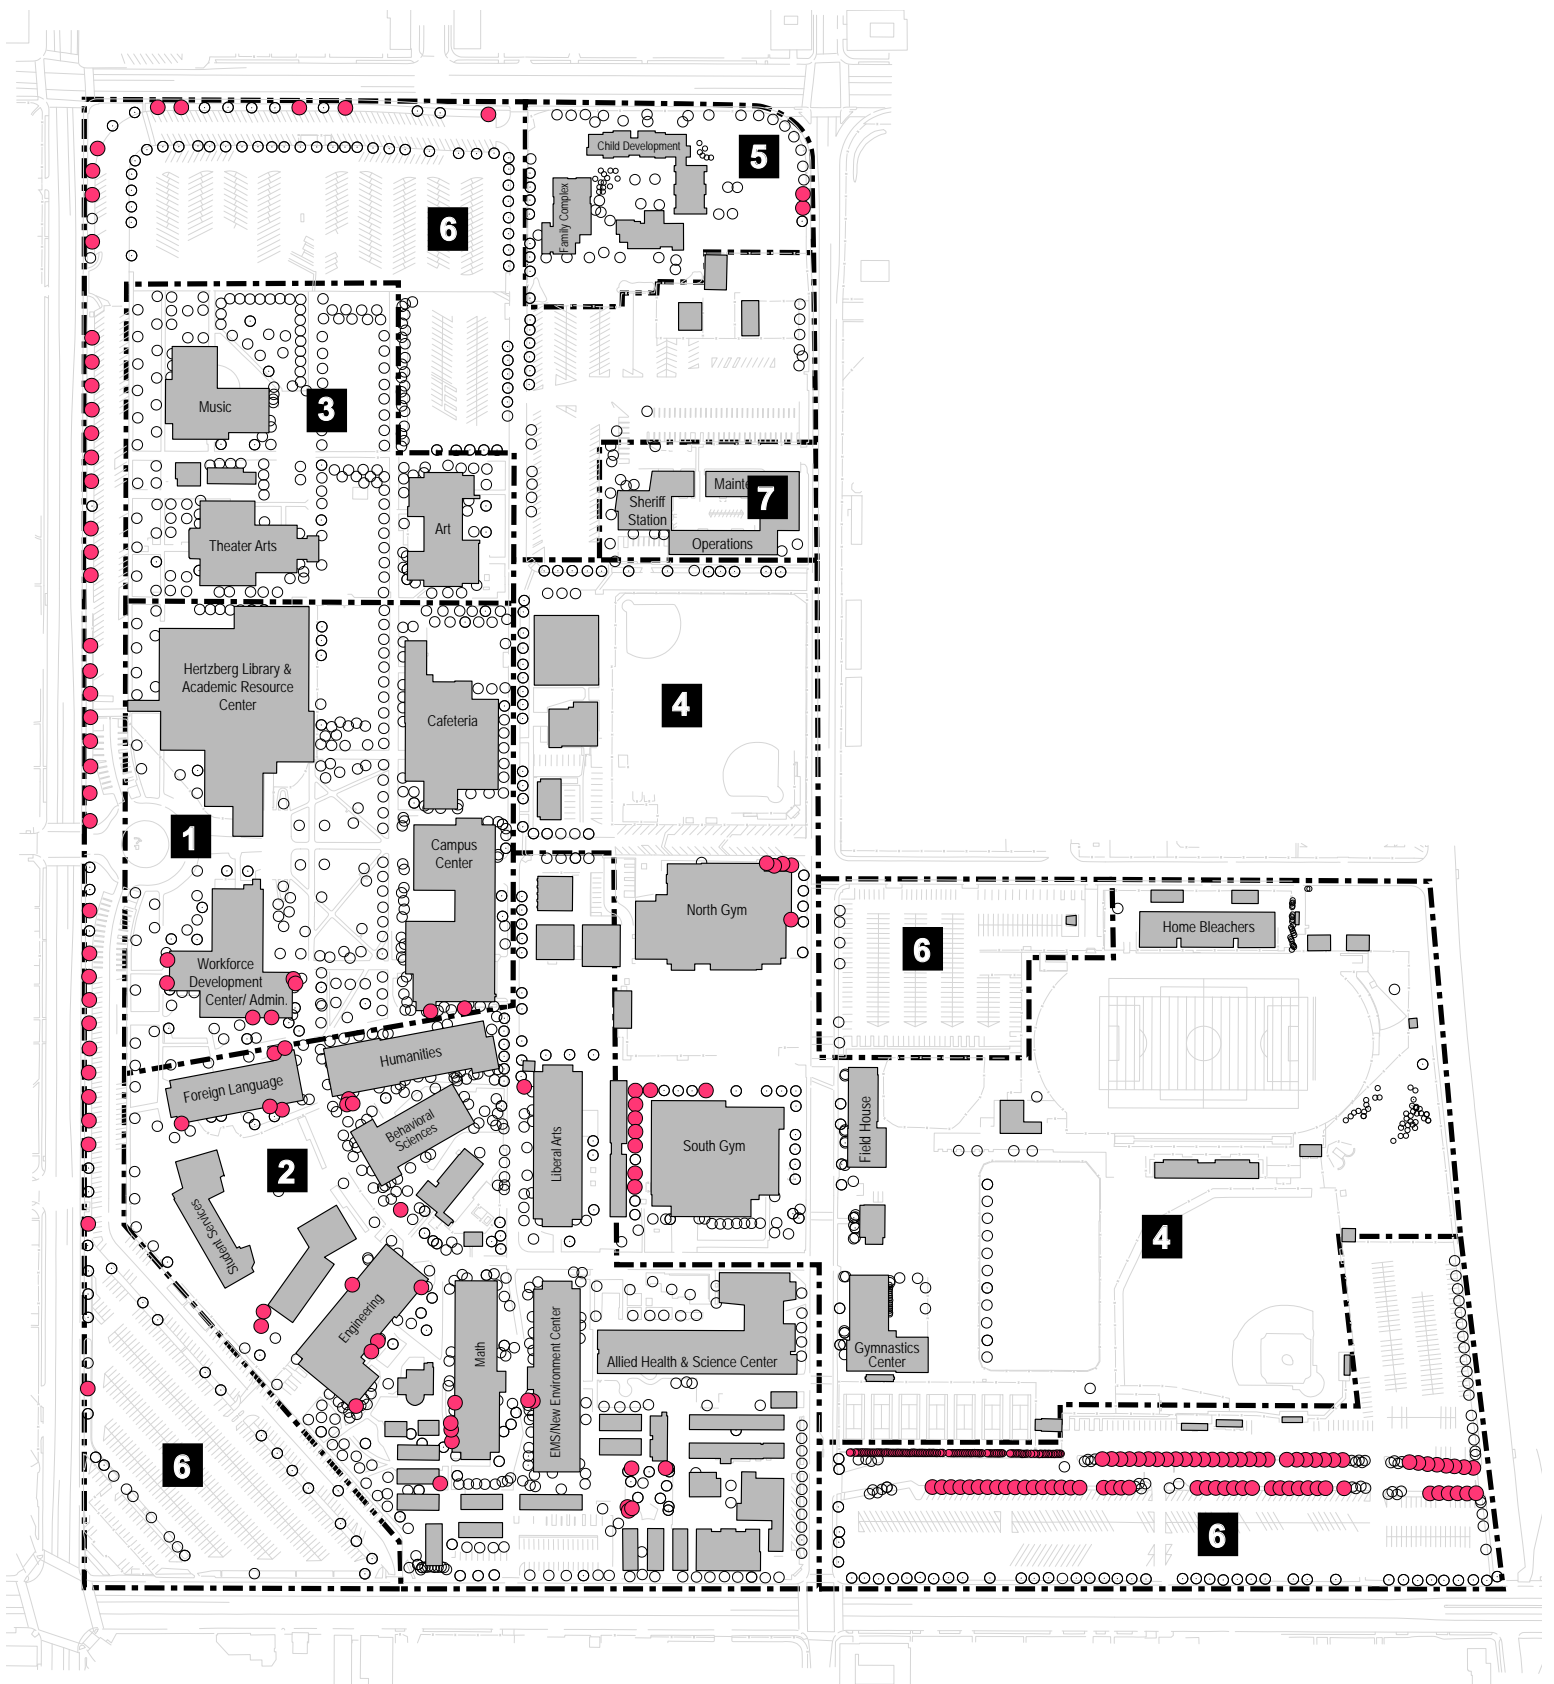 Child Development
5
Family Complex
6
3
Music
Mainte
7
Sheriff
Station
Art
Theater Arts
Operations
Hertzberg Library &
Academic Resource
Center
4
Cafeteria
1
Campus
Center
North Gym
Home Bleachers
6
Workforce
Development
Center/ Admin.
Humanities
Foreign Language
Behavioral
Sciences
Liberal Arts
South Gym
Field House
2
Student Services
4
Engineering
Math
EMS/New Environment Center
Allied Health & Science Center
Gymnastics
Center
6
6